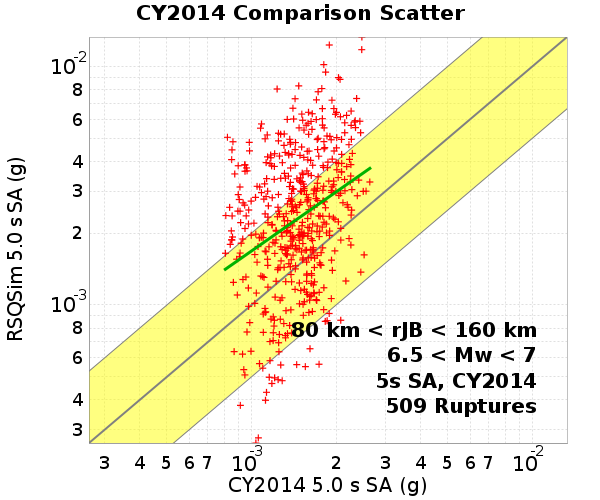 CY2014 Comparison Scatter
RSQSim 5.0 s SA (g)
10-2
8
6
4
3
2
10-3
8
6
4
3
80 km < rJB < 160 km
6.5 < Mw < 7
5s SA, CY2014
509 Ruptures
3 4 5 6 7 10-3 2 3 4 5 6 7 10-2
CY2014 5.0 s SA (g)